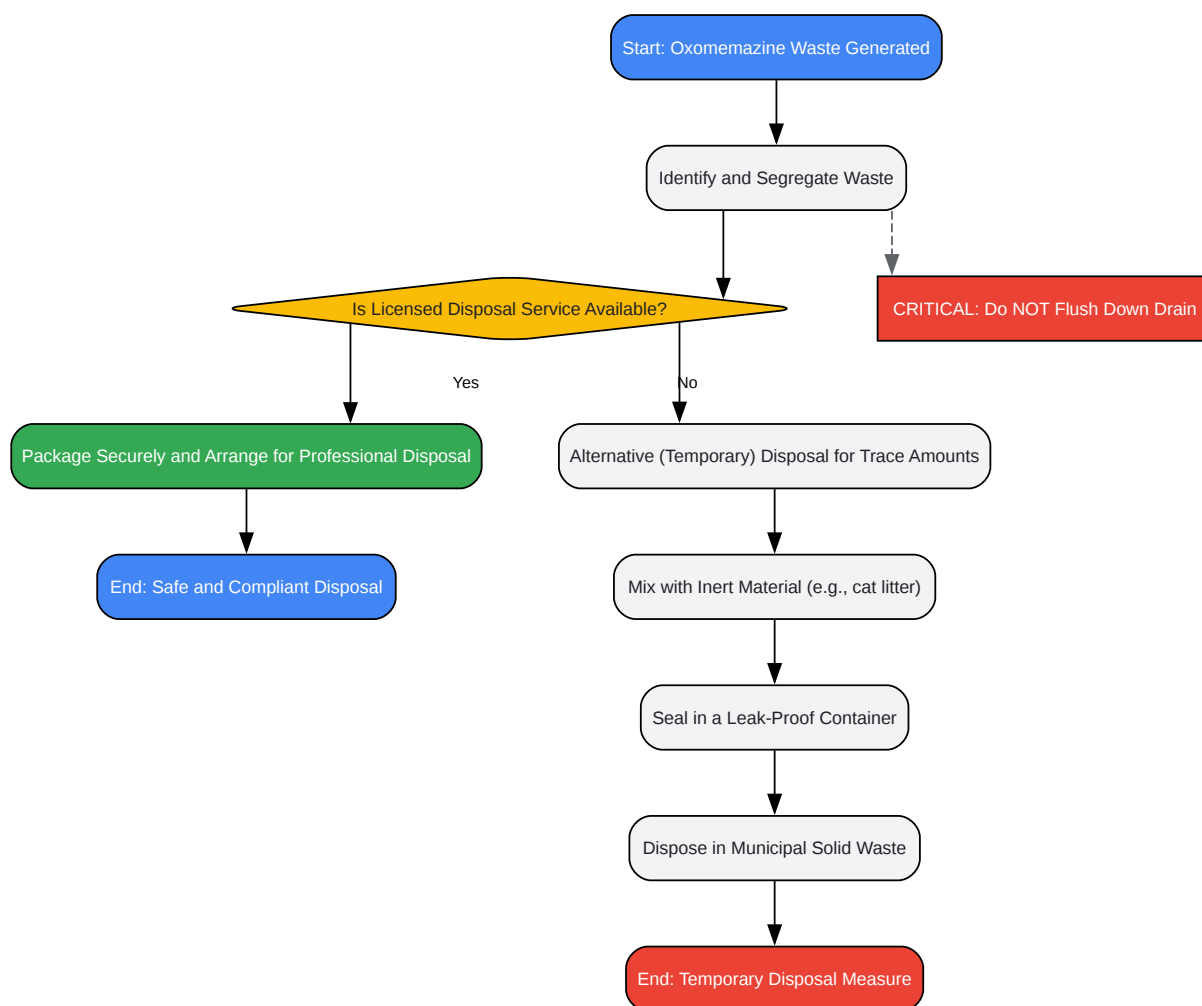 Start: Oxomemazine Waste Generated
Identify and Segregate Waste
Is Licensed Disposal Service Available?
CRITICAL: Do NOT Flush Down Drain
Yes
No
Package Securely and Arrange for Professional Disposal
Alternative (Temporary) Disposal for Trace Amounts
End: Safe and Compliant Disposal
Mix with Inert Material (e.g., cat litter)
Seal in a Leak-Proof Container
Dispose in Municipal Solid Waste
End: Temporary Disposal Measure